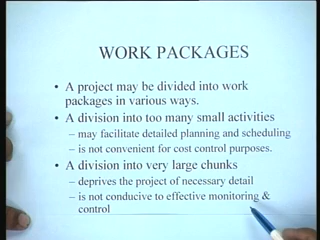 WORK PACKAGES
• A project may be divided into work
packages in various ways.
• A division into too many small activities
– may facilitate detailed planning and scheduling
– is not convenient for cost control purposes.
• A division into very large chunks
– deprives the project of necessary detail
– is not conducive to effective monitoring &
control